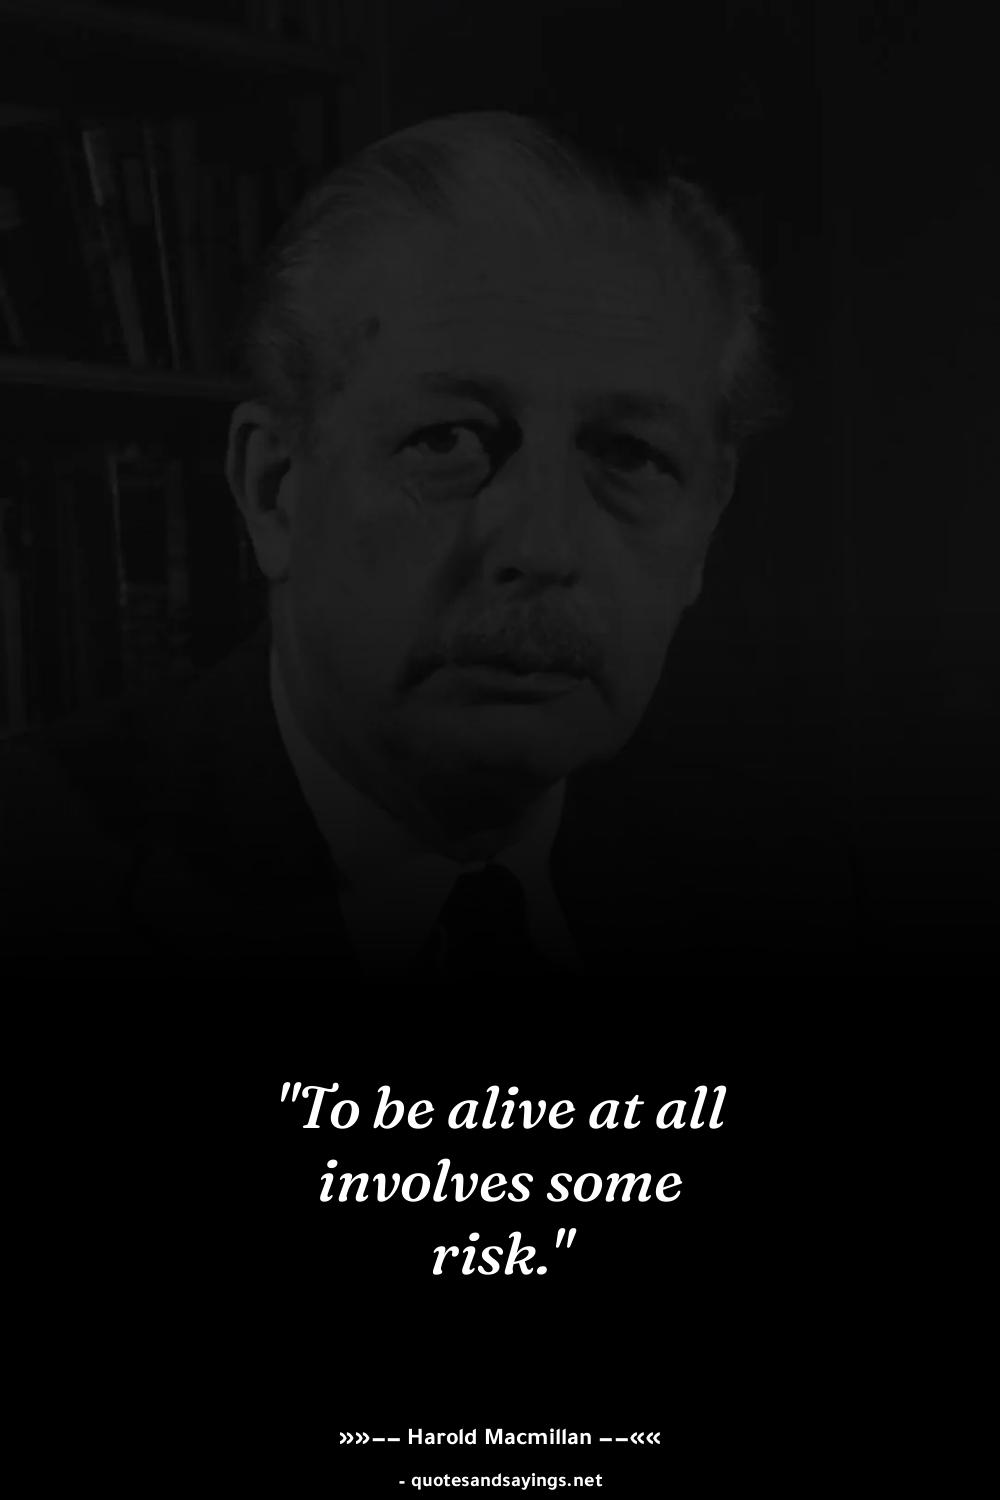 "To be alive at all
involves some
risk."
»»−− Harold Macmillan −−««
- quotesandsayings.net